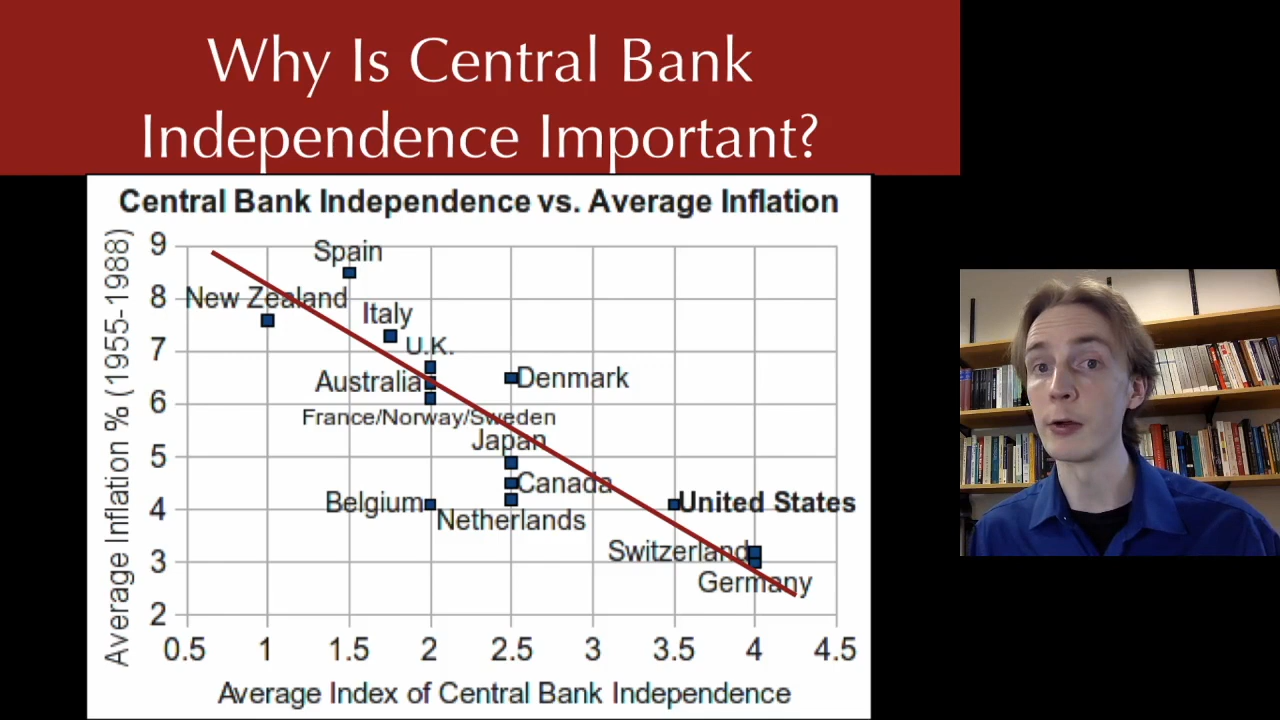 Why Is Central Bank
Independence Important?
Central Bank Independence vs. Average Inflation
Average Inflation % (1955-1988)
9
8
7
6
5
4
3
2
Spain
New Zealand
Italy
U.K.
Australia
Denmark
France/Norway/Sweden
Japan
Canada
Belgium
United States
Netherlands
Switzerland
Germany
0.5 1 1.5 2 2.5 3 3.5 4 4.5
Average Index of Central Bank Independence